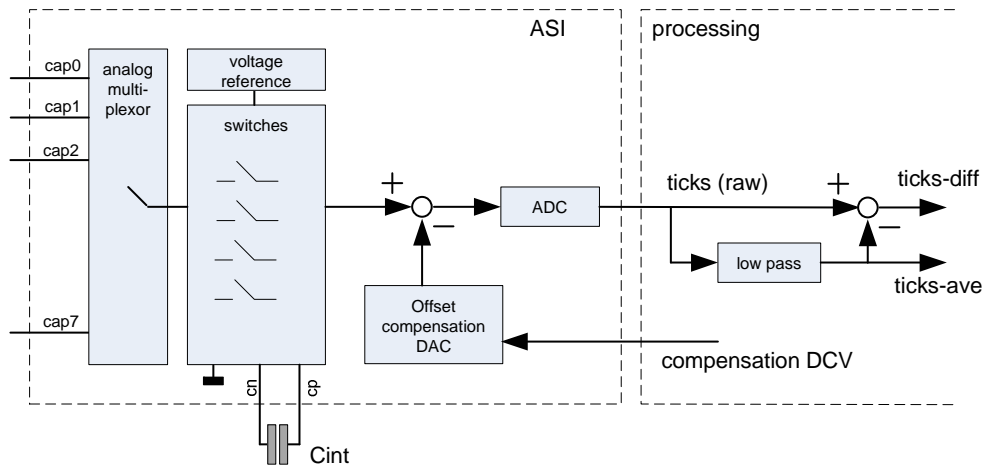 ASI
processing
cap0
cap1
cap2
cap7
analog
multi-
plexor
voltage
reference
switches
+
−
ADC
ticks (raw)
+
−
ticks-diff
low pass
ticks-ave
Offset
compensation
DAC
compensation DCV
cn
cp
Cint